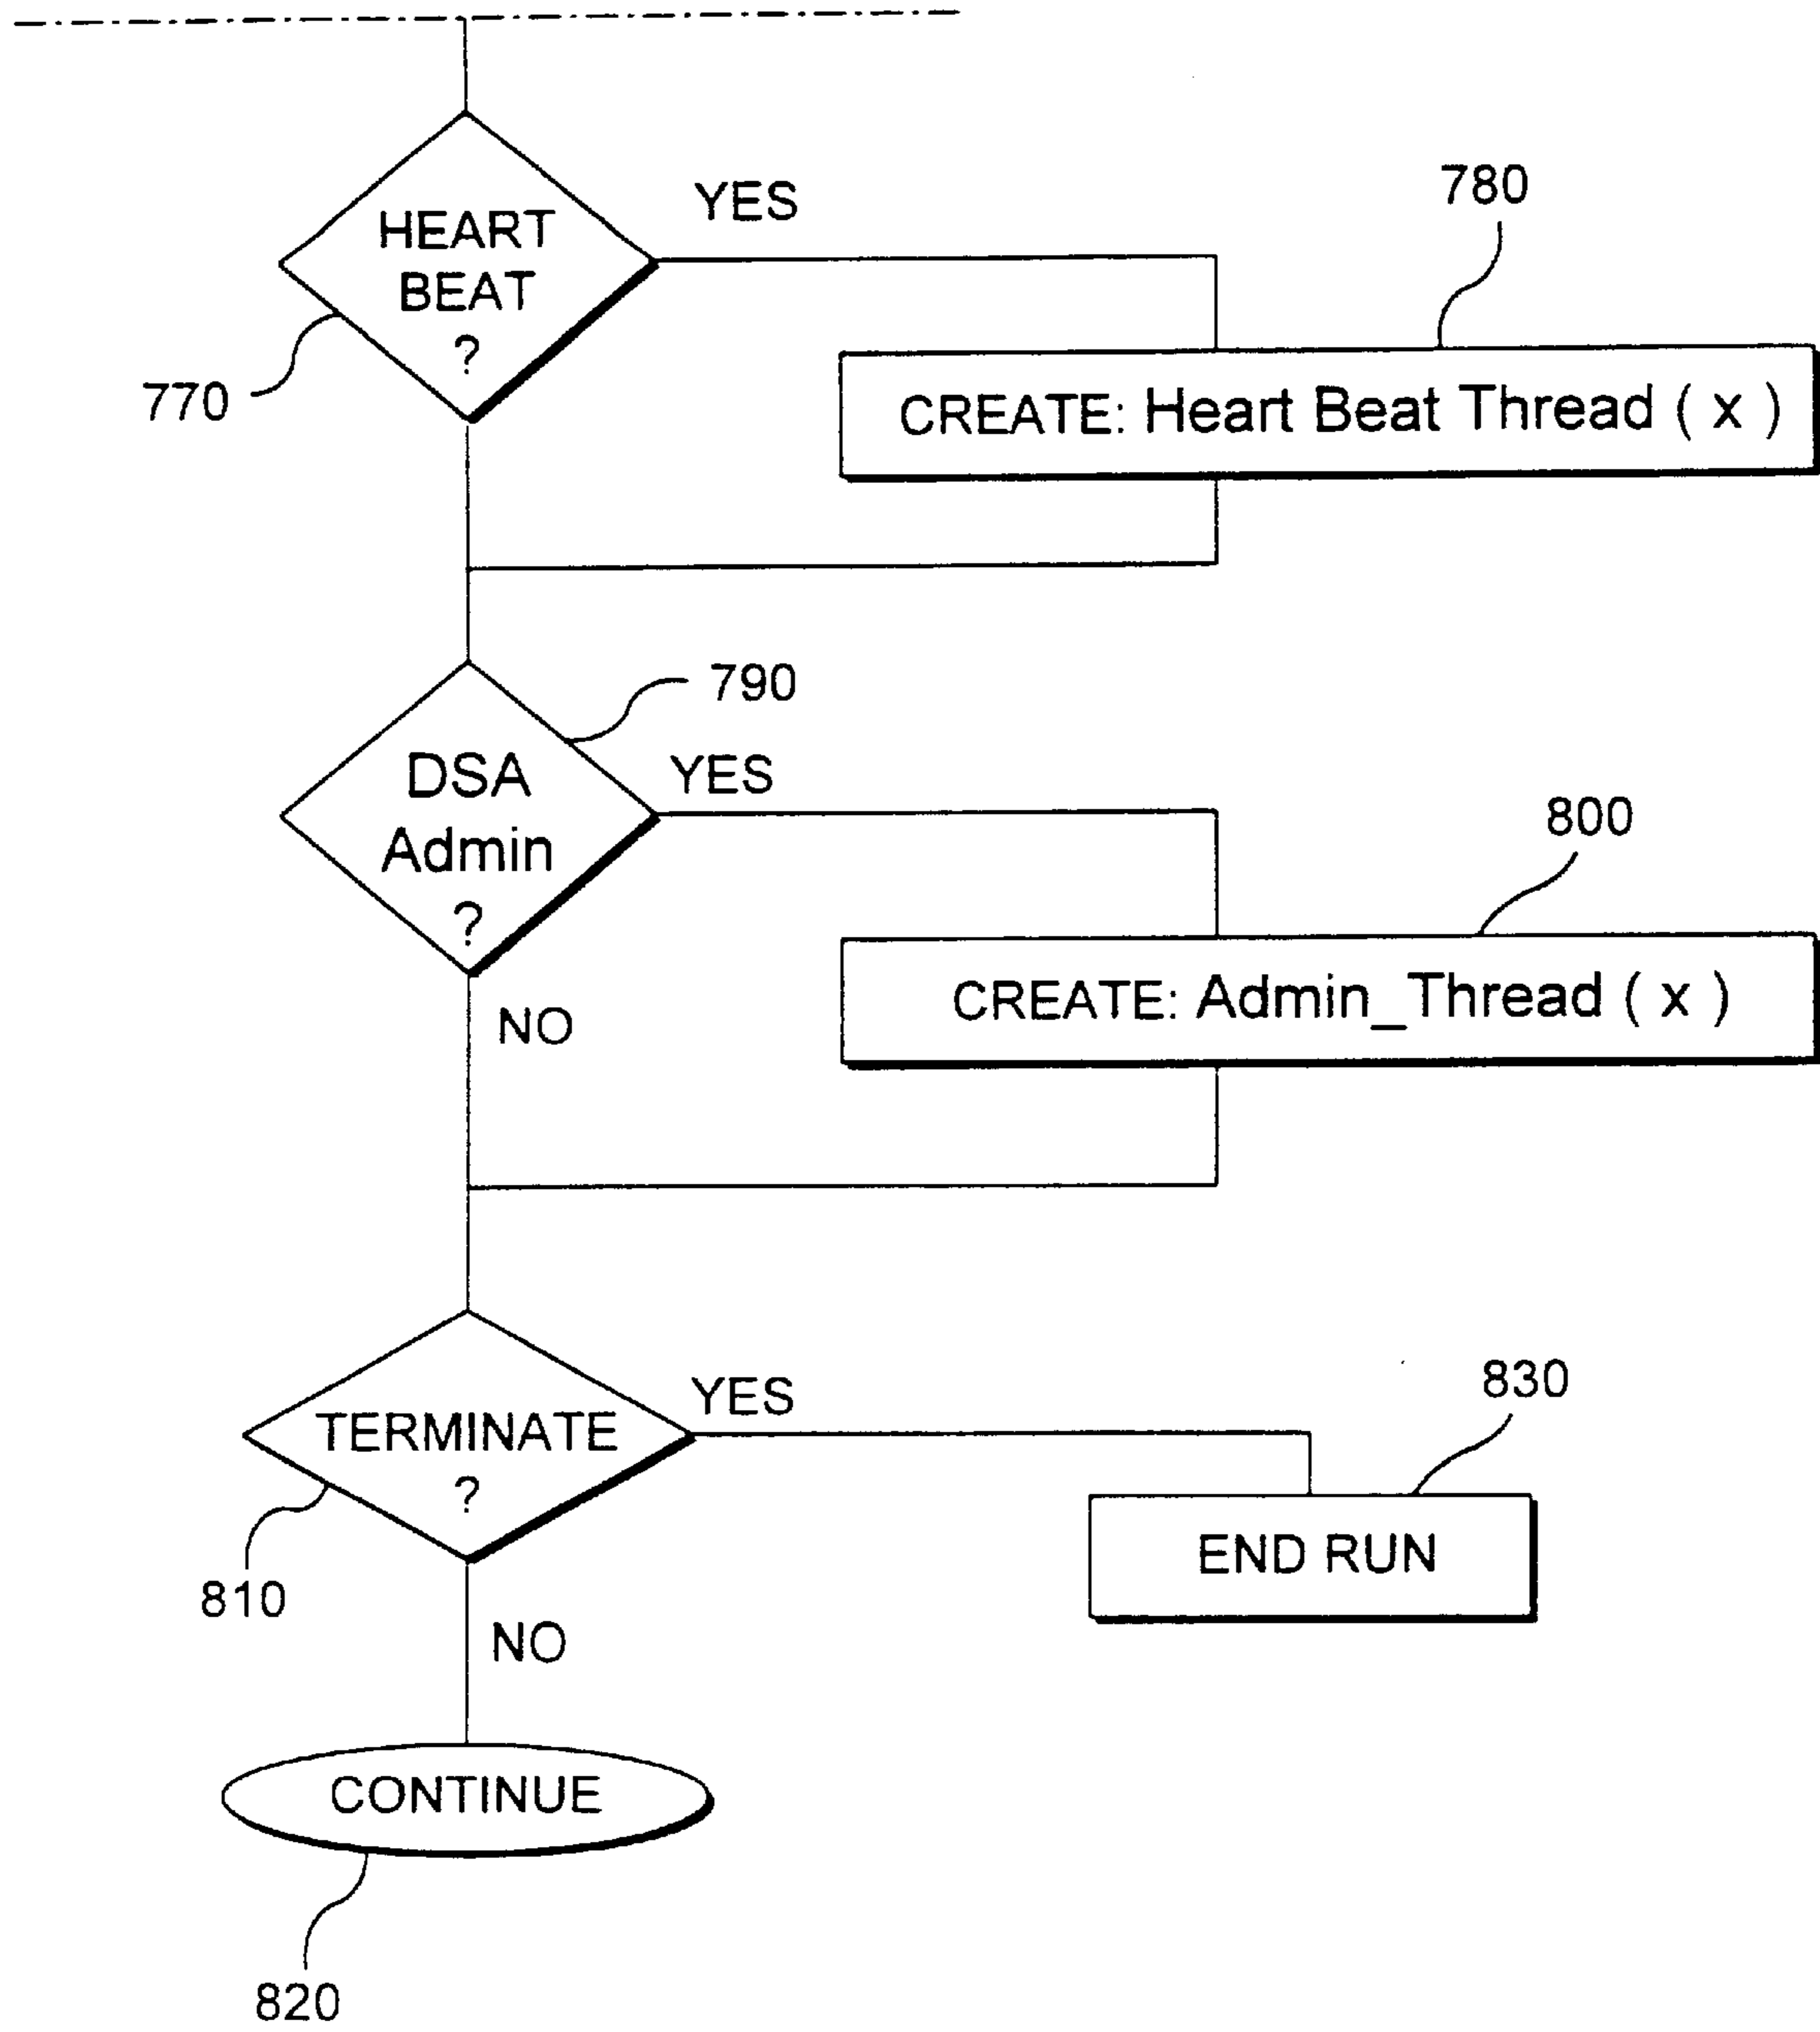 YES
780
HEART
BEAT
?
770
CREATE: Heart Beat Thread ( x )
790
DSA
Admin
?
YES
800
CREATE: Admin_Thread ( x )
NO
YES
830
TERMINATE
?
810
END RUN
NO
CONTINUE
820